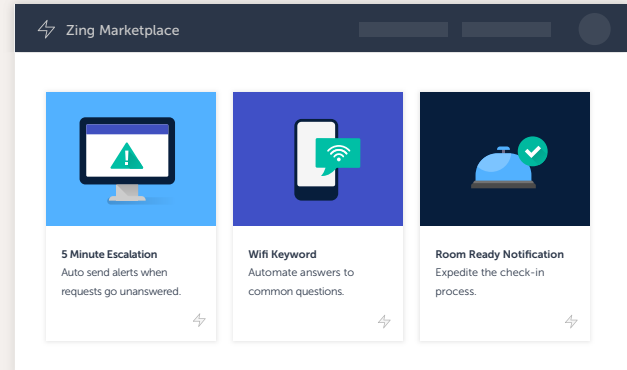 Zing Marketplace
5 Minute Escalation
Auto send alerts when
requests go unanswered.
Wifi Keyword
Automate answers to
common questions.
Room Ready Notification
Expedite the check-in
process.